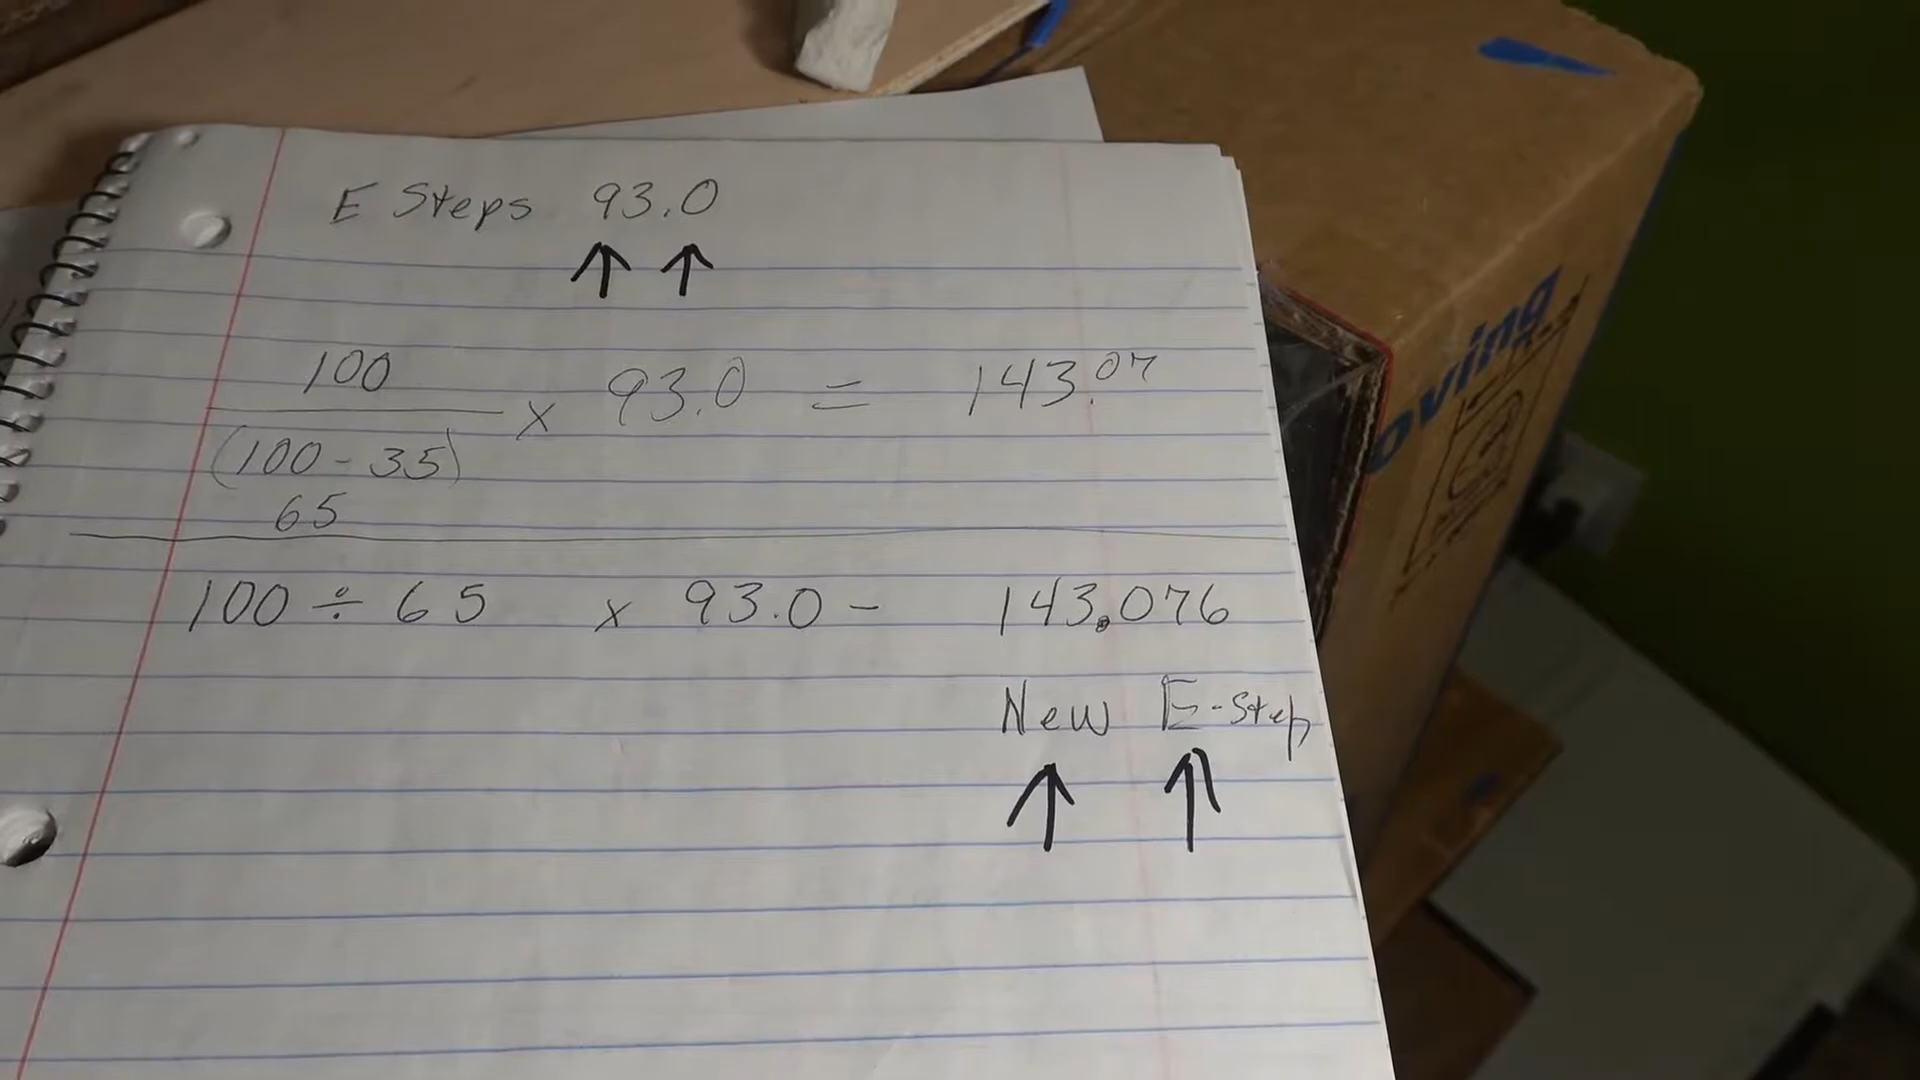 E Steps 93.0
↑ ↑
100
× 93.0 = 143.07
(100 - 35)
65
100 ÷ 65 × 93.0 - 143.076
New E-Step
↑ ↑
oving